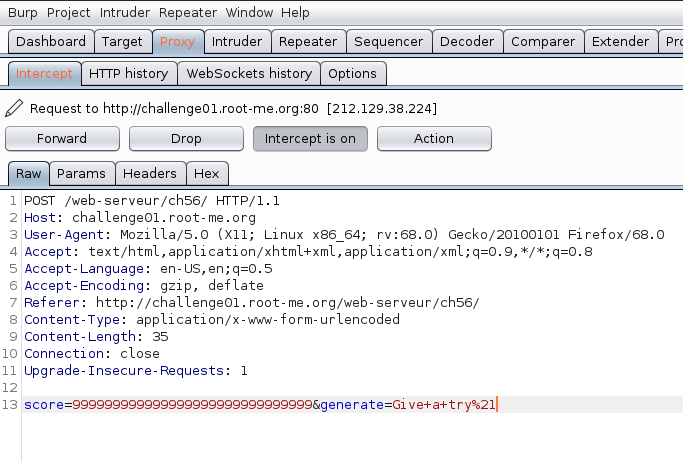 Burp Project Intruder Repeater Window Help
Dashboard Target Proxy Intruder Repeater Sequencer Decoder Comparer Extender Pro
Intercept HTTP history WebSockets history Options
Request to http://challenge01.root-me.org:80 [212.129.38.224]
Forward Drop Intercept is on Action
Raw Params Headers Hex
1 POST /web-serveur/ch56/ HTTP/1.1
2 Host: challenge01.root-me.org
3 User-Agent: Mozilla/5.0 (X11; Linux x86_64; rv:68.0) Gecko/20100101 Firefox/68.0
4 Accept: text/html,application/xhtml+xml,application/xml;q=0.9,*/*;q=0.8
5 Accept-Language: en-US,en;q=0.5
6 Accept-Encoding: gzip, deflate
7 Referer: http://challenge01.root-me.org/web-serveur/ch56/
8 Content-Type: application/x-www-form-urlencoded
9 Content-Length: 35
10 Connection: close
11 Upgrade-Insecure-Requests: 1
12
13 score=999999999999999999999999999999&generate=Give+a+try%21